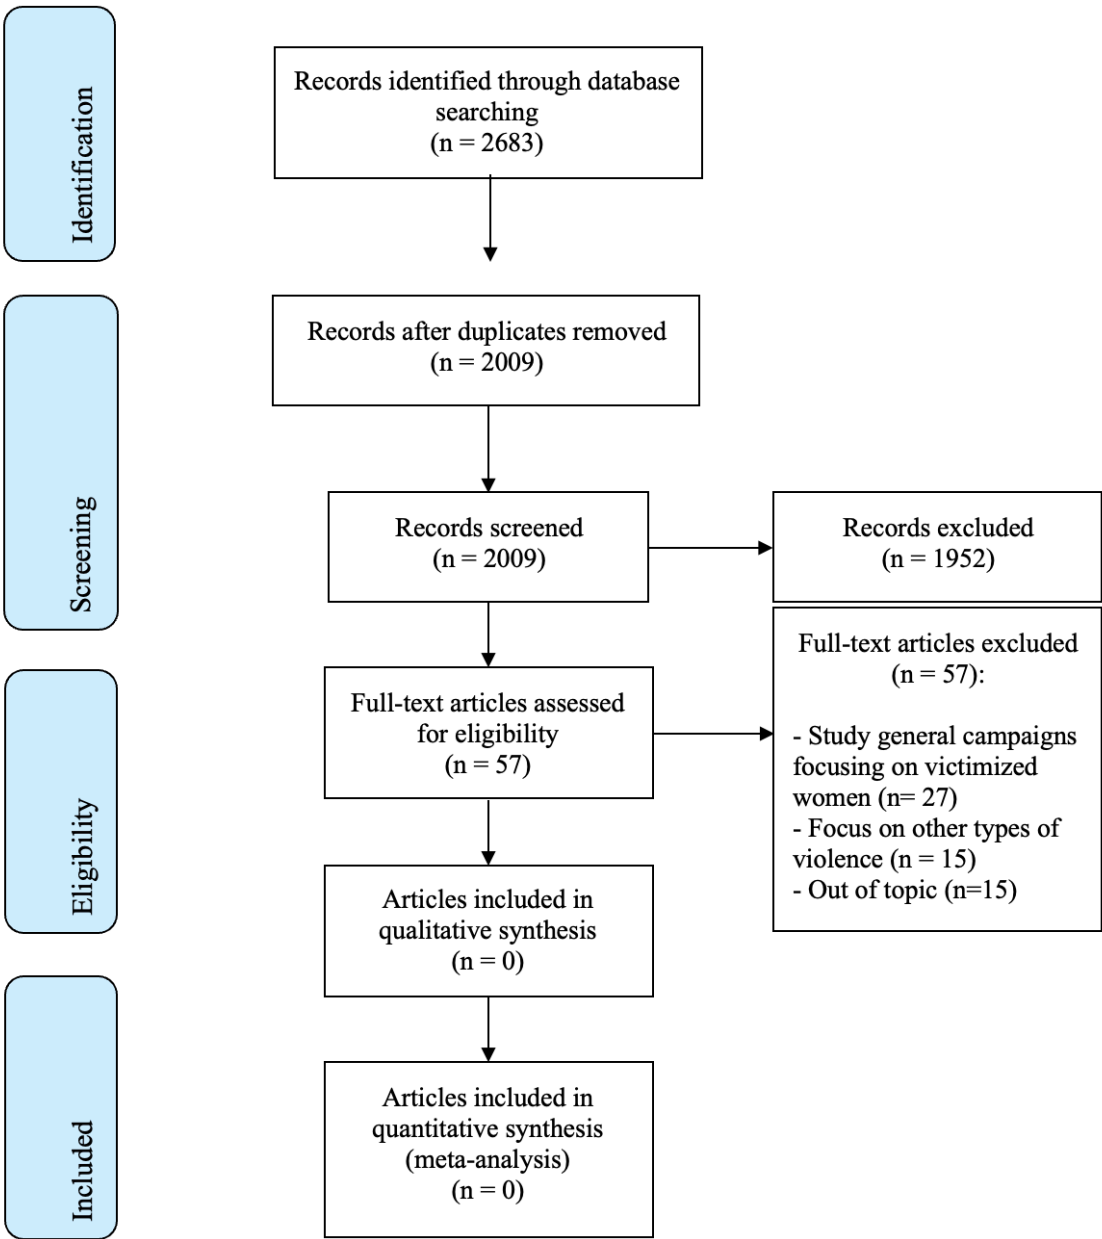 Identification
Records identified through database
searching
(n = 2683)
Screening
Records after duplicates removed
(n = 2009)
Records screened
(n = 2009)
Records excluded
(n = 1952)
Eligibility
Full-text articles assessed
for eligibility
(n = 57)
Full-text articles excluded
(n = 57):
- Study general campaigns
focusing on victimized
women (n= 27)
- Focus on other types of
violence (n = 15)
- Out of topic (n=15)
Articles included in
qualitative synthesis
(n = 0)
Included
Articles included in
quantitative synthesis
(meta-analysis)
(n = 0)